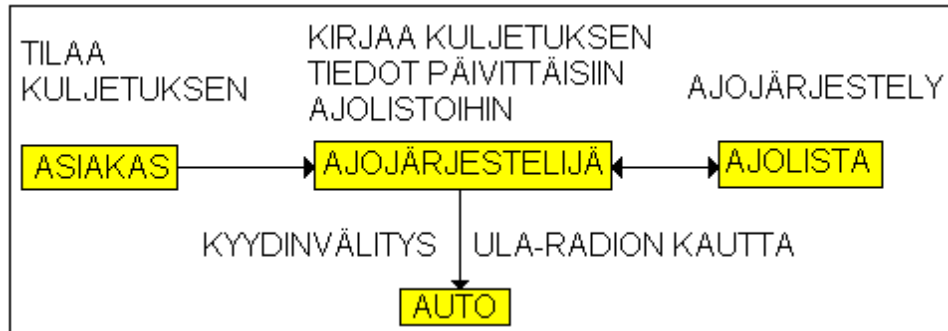 TILAA
KULJETUKSEN
KIRJAA KULJETUKSEN
TIEDOT PÄIVITTÄISIIN
AJOLISTOIHIN
AJOJÄRJESTELY
ASIAKAS
AJOJÄRJESTELIJÄ
AJOLISTA
KYYDINVÄLITYS
ULA-RADION KAUTTA
AUTO